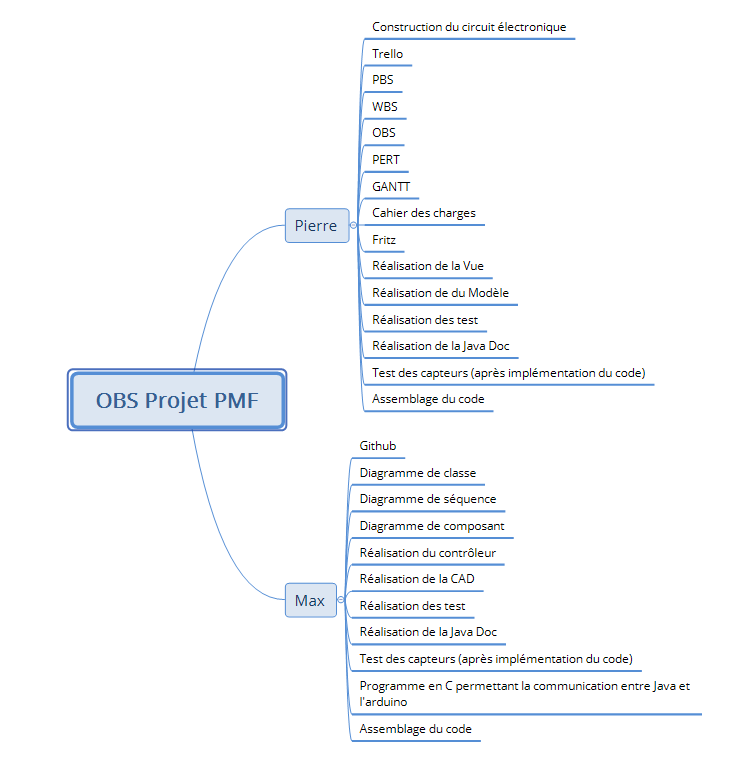 OBS Projet PMF
Pierre
Construction du circuit électronique
Trello
PBS
WBS
OBS
PERT
GANTT
Cahier des charges
Fritz
Réalisation de la Vue
Réalisation de du Modèle
Réalisation des test
Réalisation de la Java Doc
Test des capteurs (après implémentation du code)
Assemblage du code
Max
Github
Diagramme de classe
Diagramme de séquence
Diagramme de composant
Réalisation du contrôleur
Réalisation de la CAD
Réalisation des test
Réalisation de la Java Doc
Test des capteurs (après implémentation du code)
Programme en C permettant la communication entre Java et
l'arduino
Assemblage du code